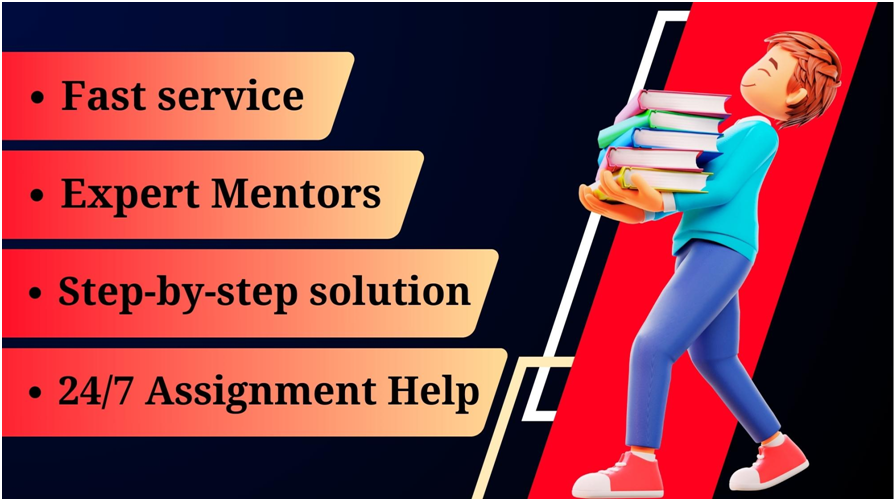 • Fast service
• Expert Mentors
• Step-by-step solution
• 24/7 Assignment Help